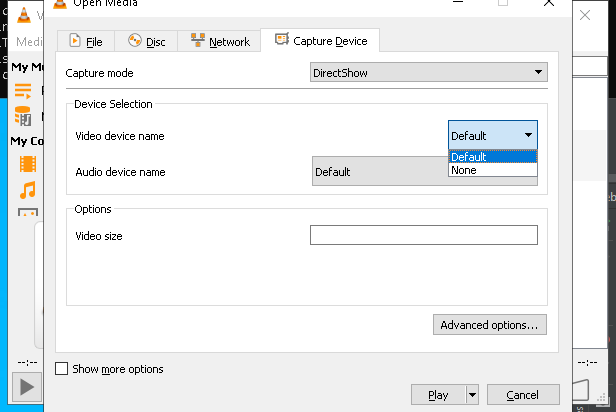 Open Media
V
Medi
File
Disc
Network
Capture Device
My M
Capture mode
DirectShow
Device Selection
Video device name
Default
Default
None
Audio device name
Default
My Co
Options
Video size
Advanced options...
Show more options
--:--
--:--
Play
Cancel